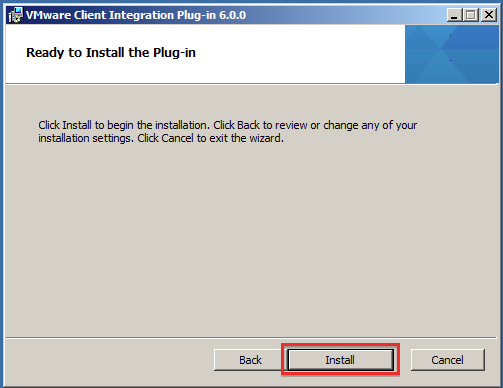 VMware Client Integration Plug-in 6.0.0
Ready to Install the Plug-in
Click Install to begin the installation. Click Back to review or change any of your
installation settings. Click Cancel to exit the wizard.
Back Install Cancel